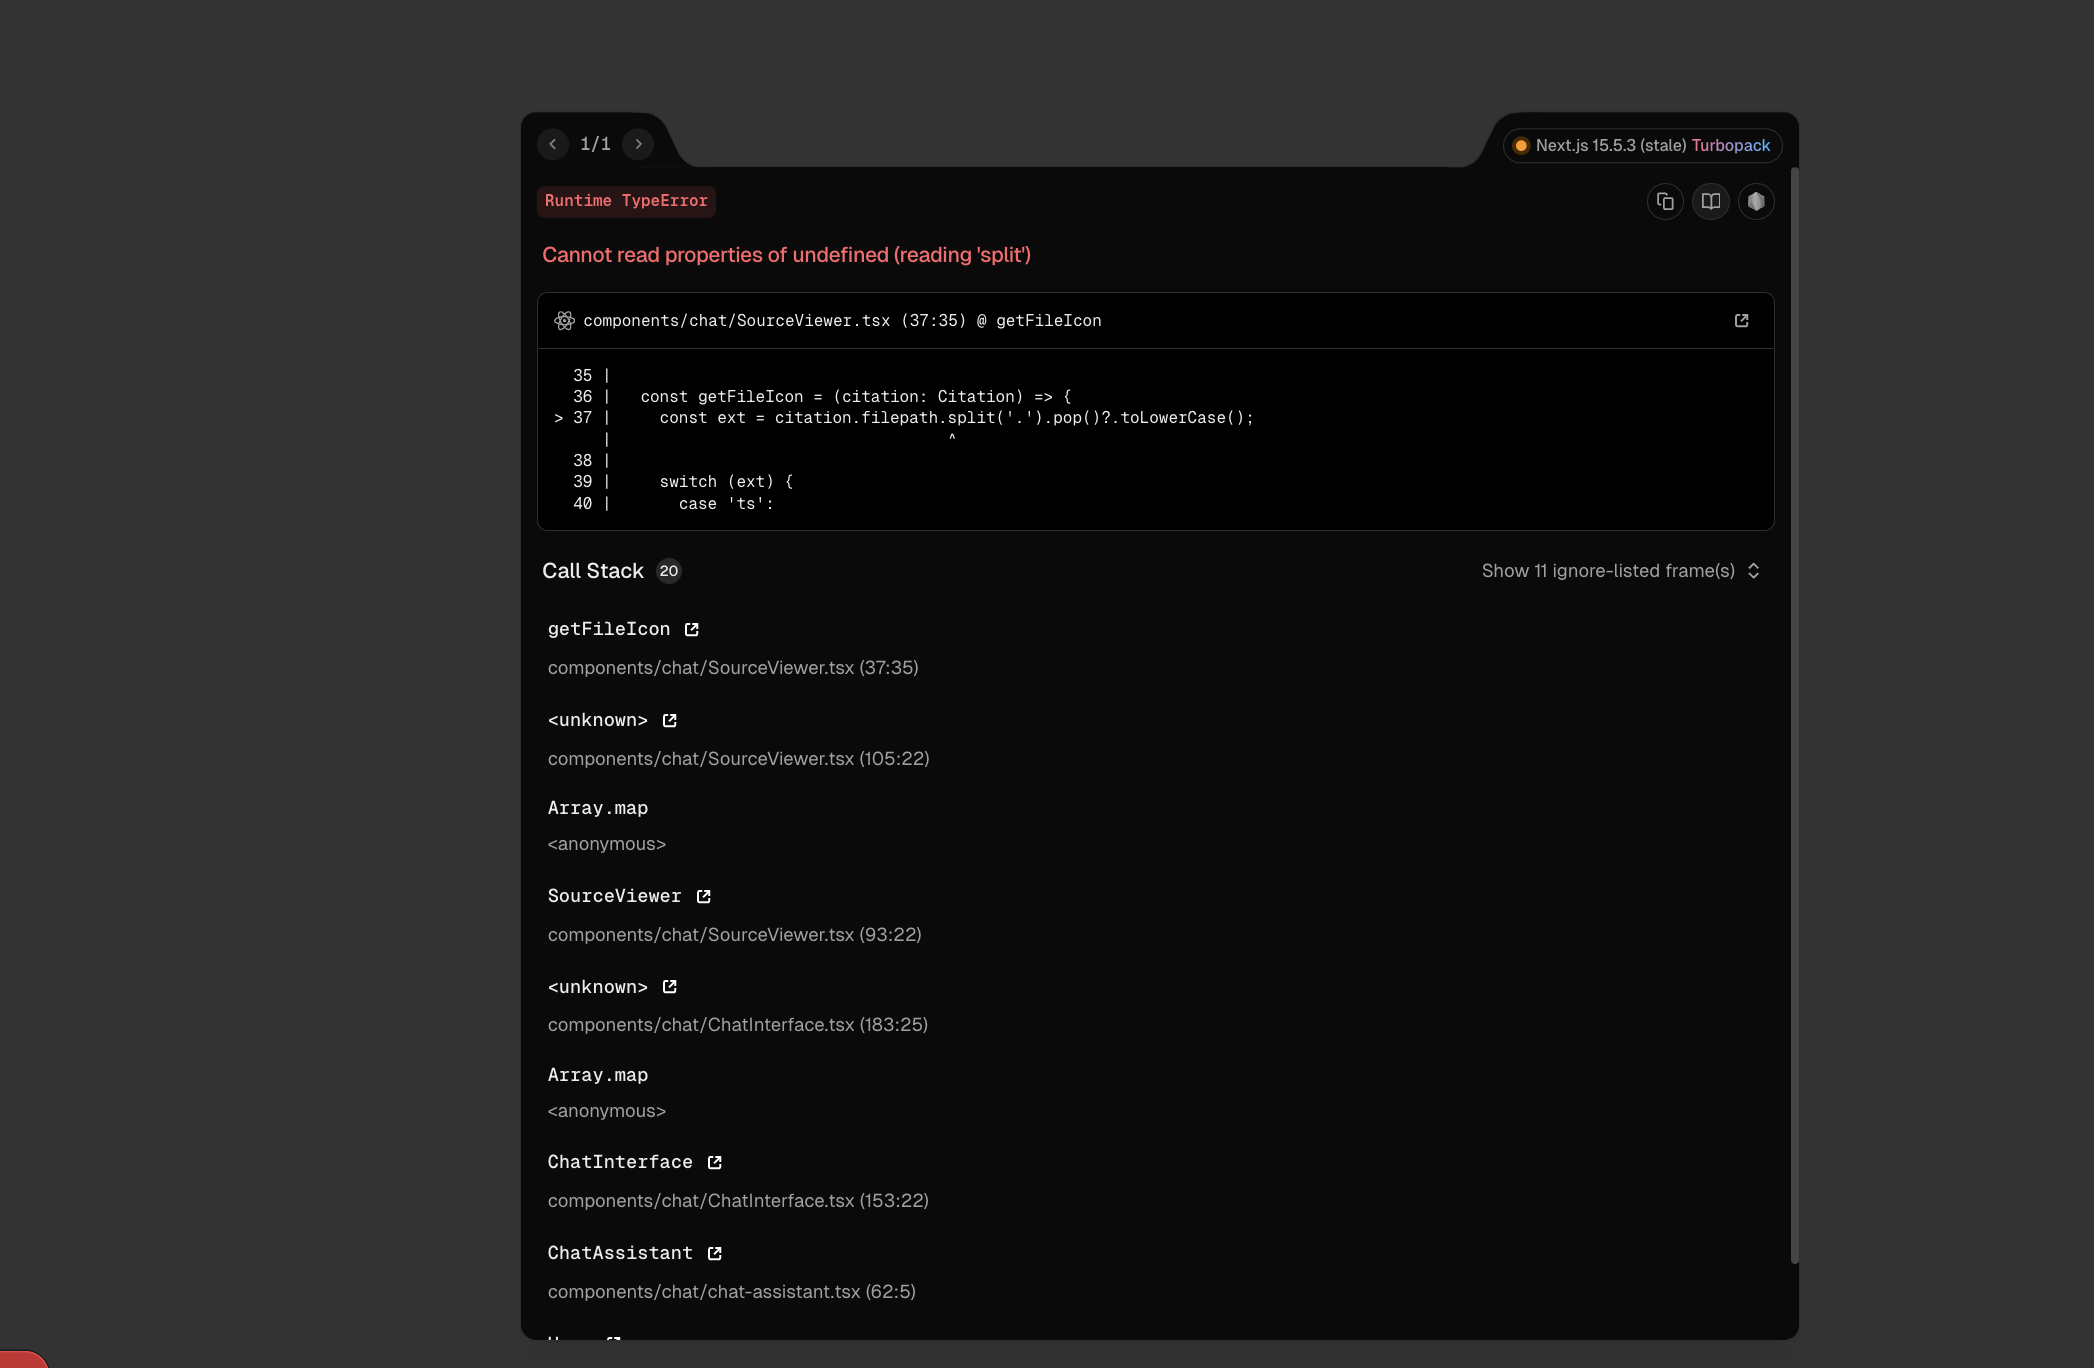 1/1
Next.js 15.5.3 (stale) Turbopack
Runtime TypeError
Cannot read properties of undefined (reading 'split')
components/chat/SourceViewer.tsx (37:35) @ getFileIcon
35 |
36 |   const getFileIcon = (citation: Citation) => {
> 37 |     const ext = citation.filepath.split('.').pop()?.toLowerCase();
|                                   ^
38 |
39 |     switch (ext) {
40 |       case 'ts':
Call Stack 20
Show 11 ignore-listed frame(s)
getFileIcon
components/chat/SourceViewer.tsx (37:35)
<unknown>
components/chat/SourceViewer.tsx (105:22)
Array.map
<anonymous>
SourceViewer
components/chat/SourceViewer.tsx (93:22)
<unknown>
components/chat/ChatInterface.tsx (183:25)
Array.map
<anonymous>
ChatInterface
components/chat/ChatInterface.tsx (153:22)
ChatAssistant
components/chat/chat-assistant.tsx (62:5)